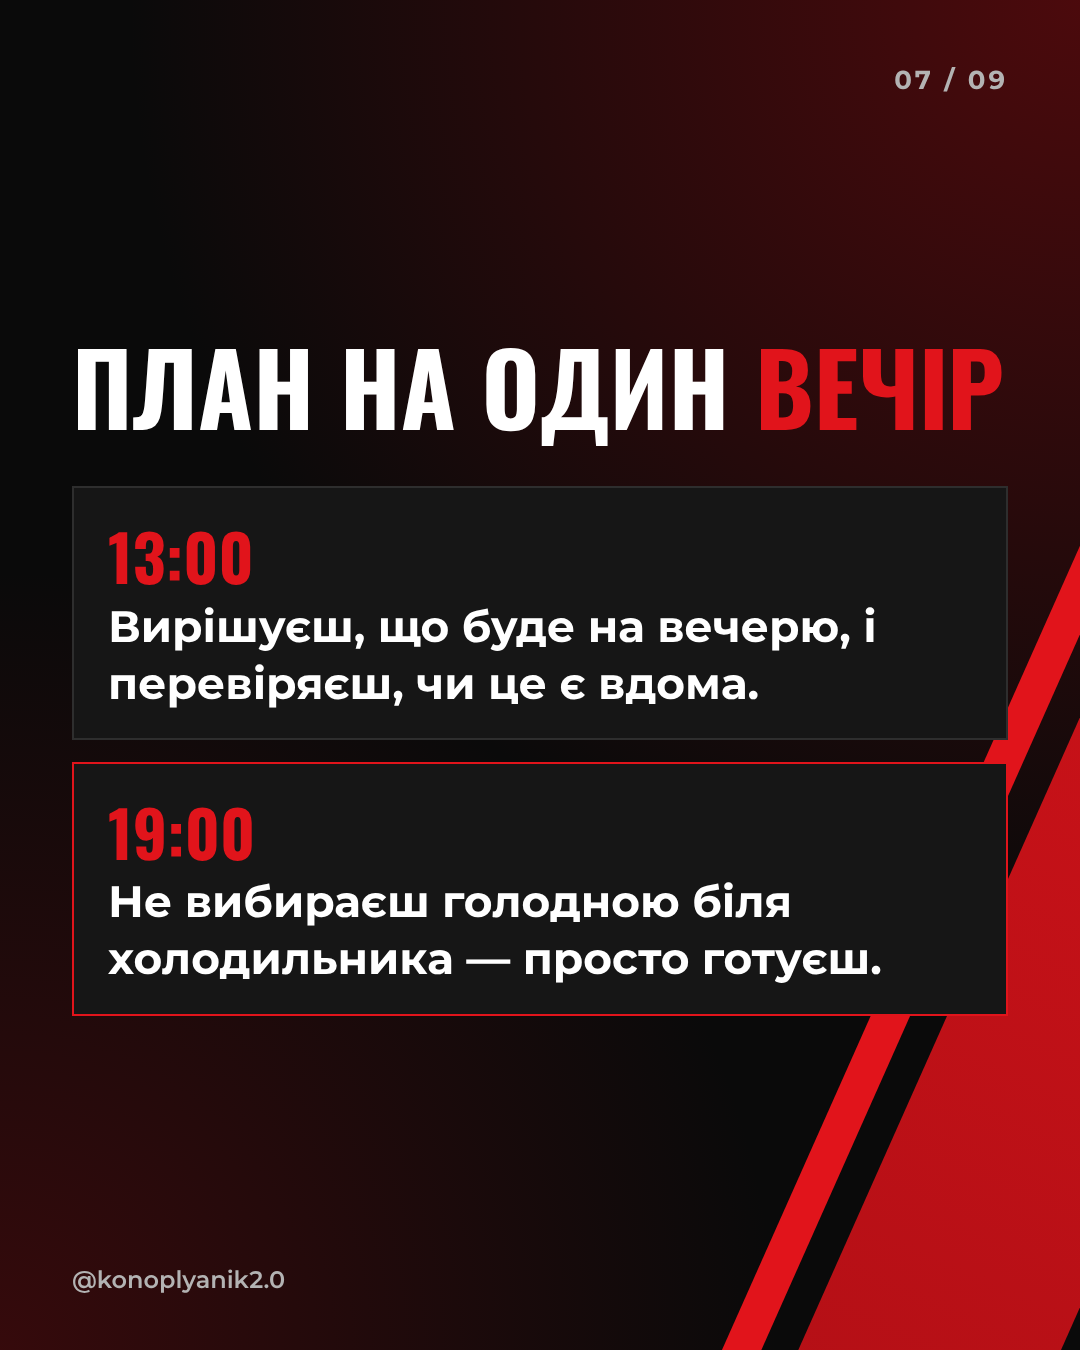 07 / 09
ПЛАН НА ОДИН ВЕЧІР
13:00
Вирішуєш, що буде на вечерю, і
перевіряєш, чи це є вдома.
19:00
Не вибираєш голодною біля
холодильника — просто готуєш.
@konoplyanik2.0